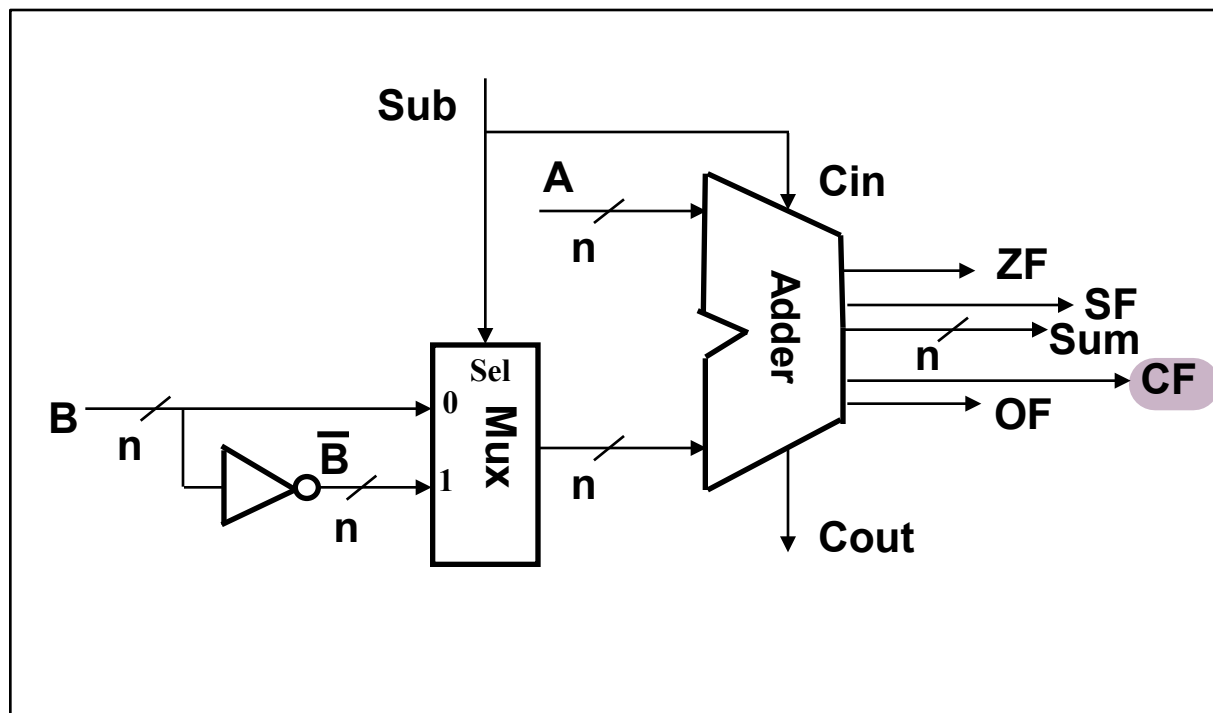 Sub
A
Cin
n
ZF
SF
n
Sum
Adder
Sel
CF
B
0
OF
n
Mux
B̅
1
n
n
Cout